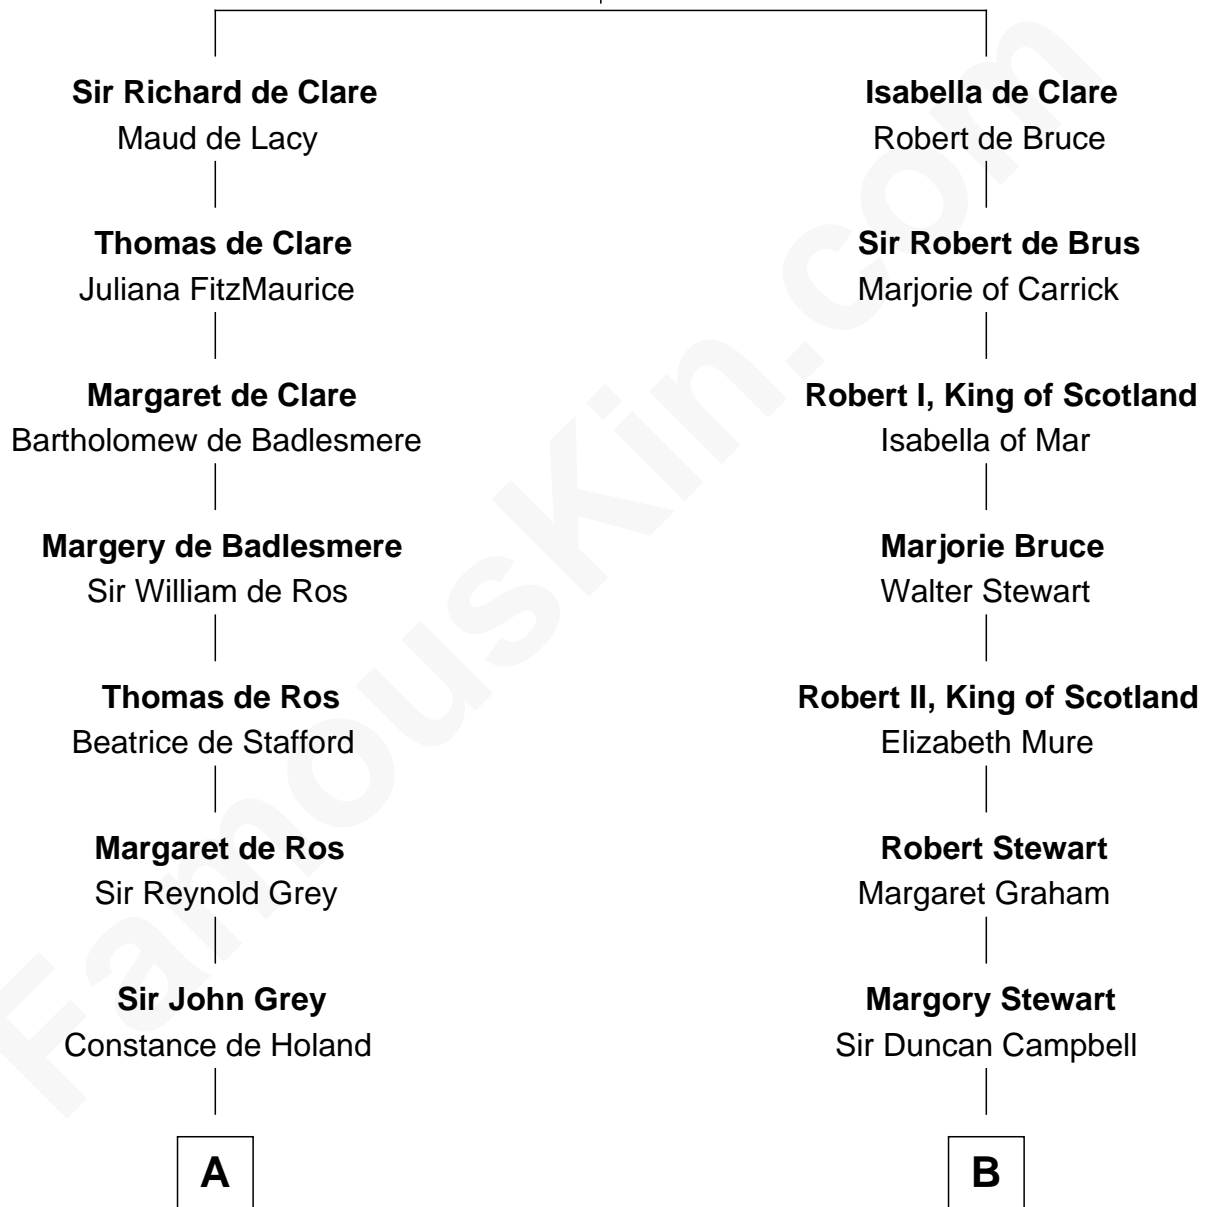 Sir Richard de Clare
Maud de Lacy
Thomas de Clare
Juliana FitzMaurice
Margaret de Clare
Bartholomew de Badlesmere
Margery de Badlesmere
Sir William de Ros
Thomas de Ros
Beatrice de Stafford
Margaret de Ros
Sir Reynold Grey
Sir John Grey
Constance de Holand
A
Isabella de Clare
Robert de Bruce
Sir Robert de Brus
Marjorie of Carrick
Robert I, King of Scotland
Isabella of Mar
Marjorie Bruce
Walter Stewart
Robert II, King of Scotland
Elizabeth Mure
Robert Stewart
Margaret Graham
Margory Stewart
Sir Duncan Campbell
B
FamousKin.com